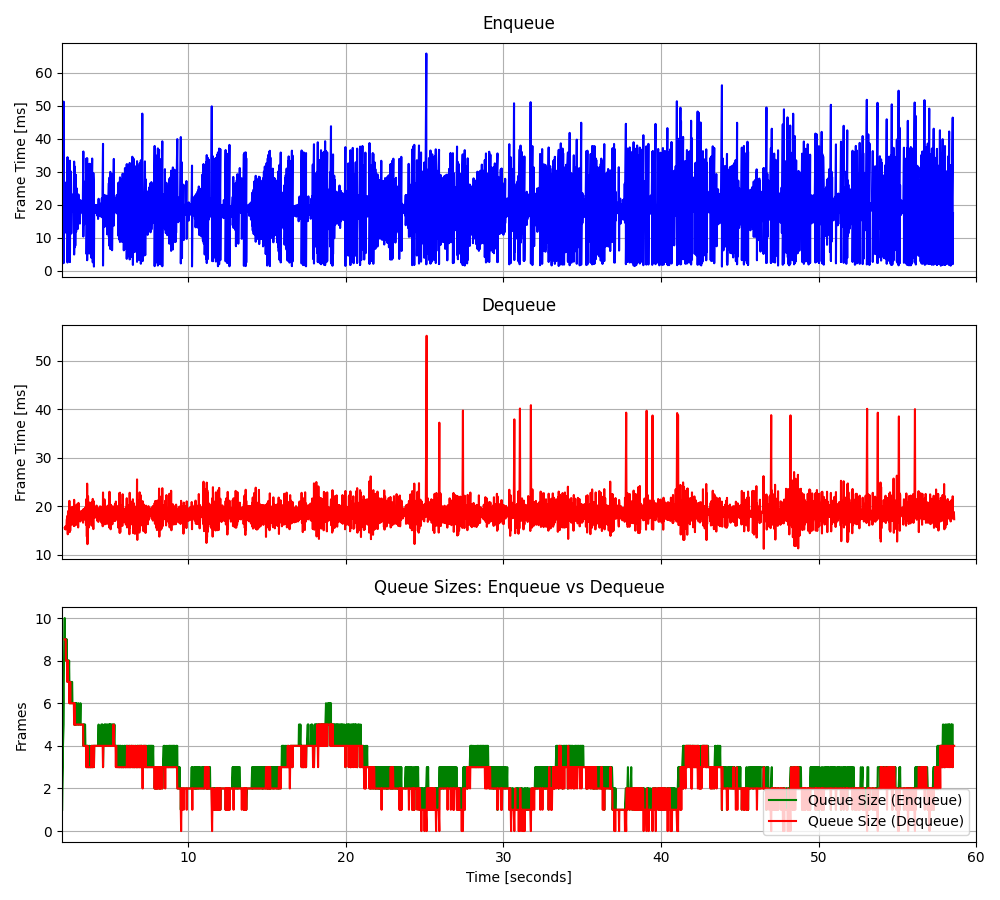 Enqueue
Frame Time [ms]
60
50
40
30
20
10
0
Dequeue
Frame Time [ms]
50
40
30
20
10
Queue Sizes: Enqueue vs Dequeue
Frames
10
8
6
4
2
0
Queue Size (Enqueue)
Queue Size (Dequeue)
10 20 30 40 50 60
Time [seconds]